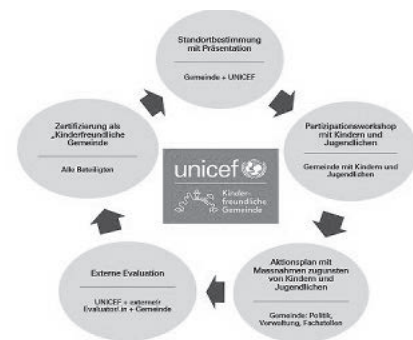 Standortbestimmung
mit Präsentation
Gemeinde + UNICEF
Partizipationsworkshop
mit Kindern und
Jugendlichen
Gemeinde mit Kindern und
Jugendlichen
Aktionsplan mit
Massnahmen zugunsten
von Kindern und
Jugendlichen
Gemeinde: Politik,
Verwaltung, Fachstellen
Externe Evaluation
UNICEF + externe/r
Evaluator/.in + Gemeinde
Zertifizierung als
„Kinderfreundliche
Gemeinde
Alle Beteiligten
unicef
Kinder-
freundliche
Gemeinde